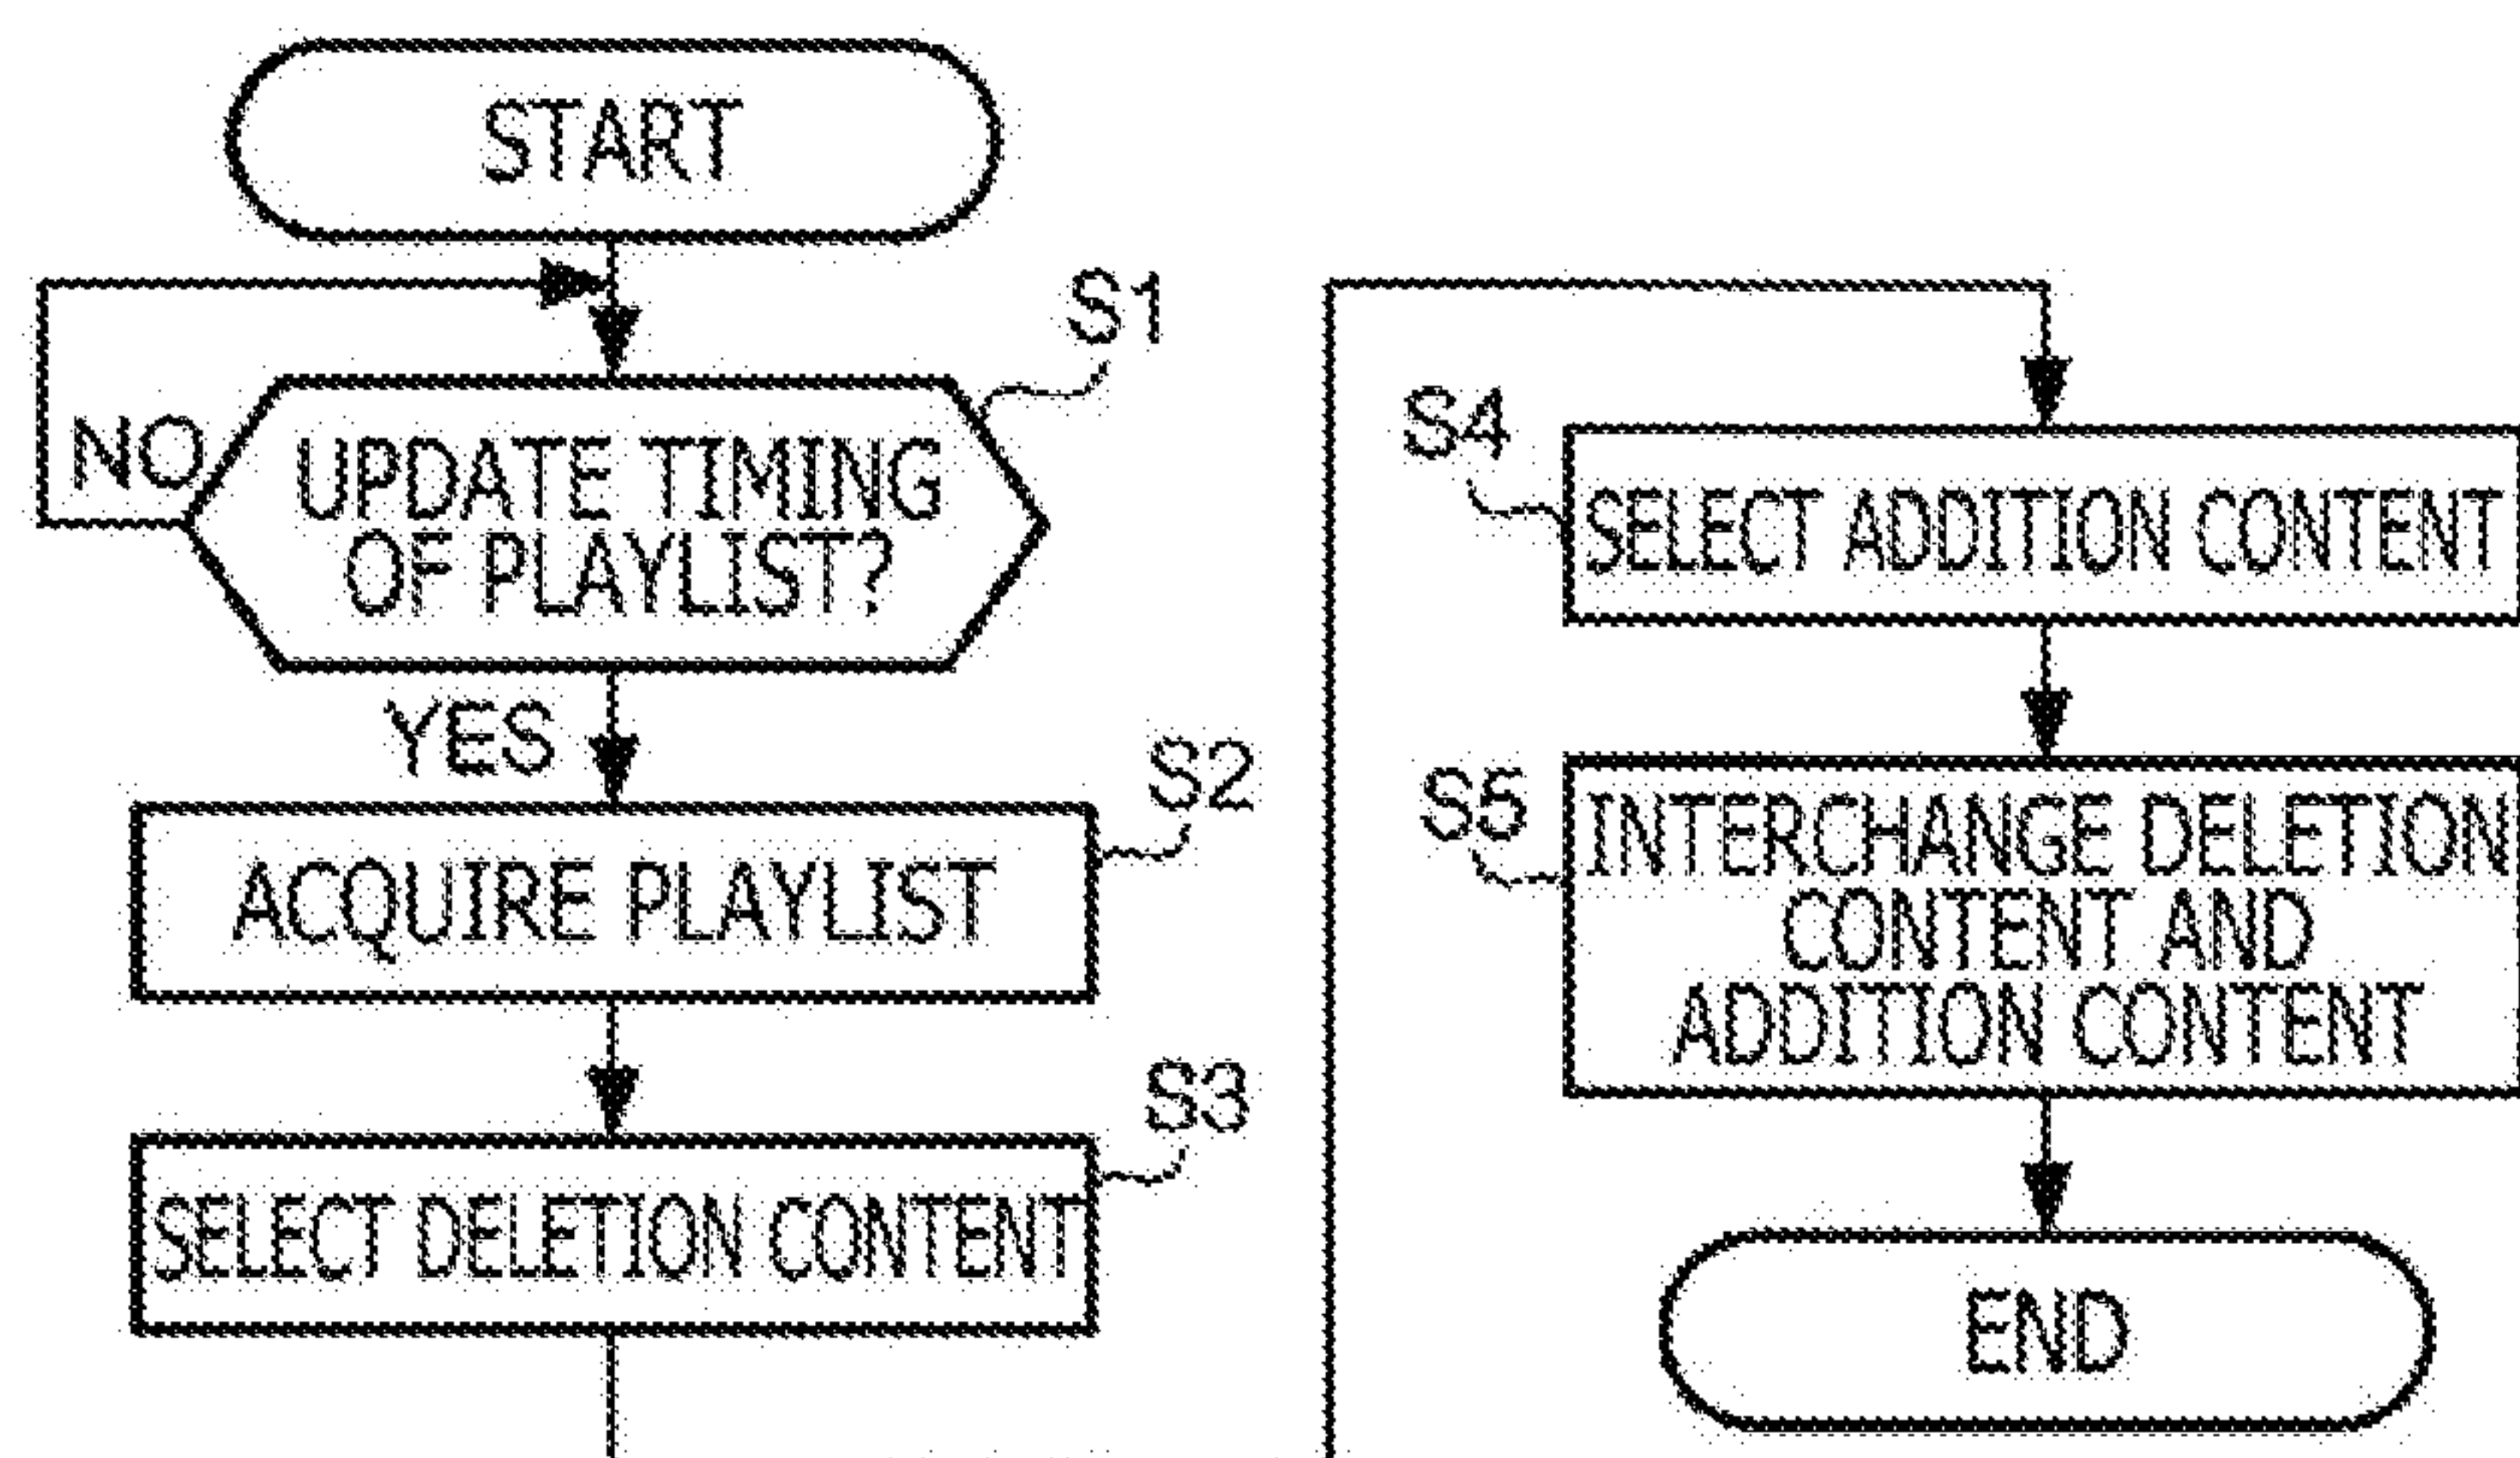 START
S1
NO
UPDATE TIMING
OF PLAYLIST?
YES
S2
ACQUIRE PLAYLIST
S3
SELECT DELETION CONTENT
S4
SELECT ADDITION CONTENT
S5
INTERCHANGE DELETION
CONTENT AND
ADDITION CONTENT
END